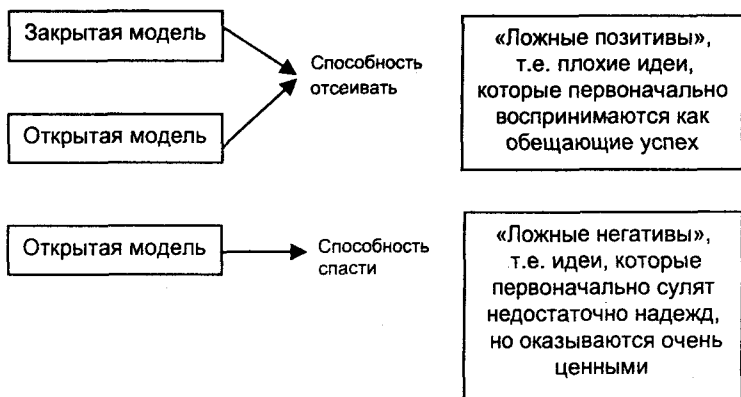 Закрытая модель
Способность
отсеивать
Открытая модель
«Ложные позитивы»,
т.е. плохие идеи,
которые первоначально
воспринимаются как
обещающие успех
Открытая модель
Способность
спасти
«Ложные негативы»,
т.е. идеи, которые
первоначально сулят
недостаточно надежд,
но оказываются очень
ценными